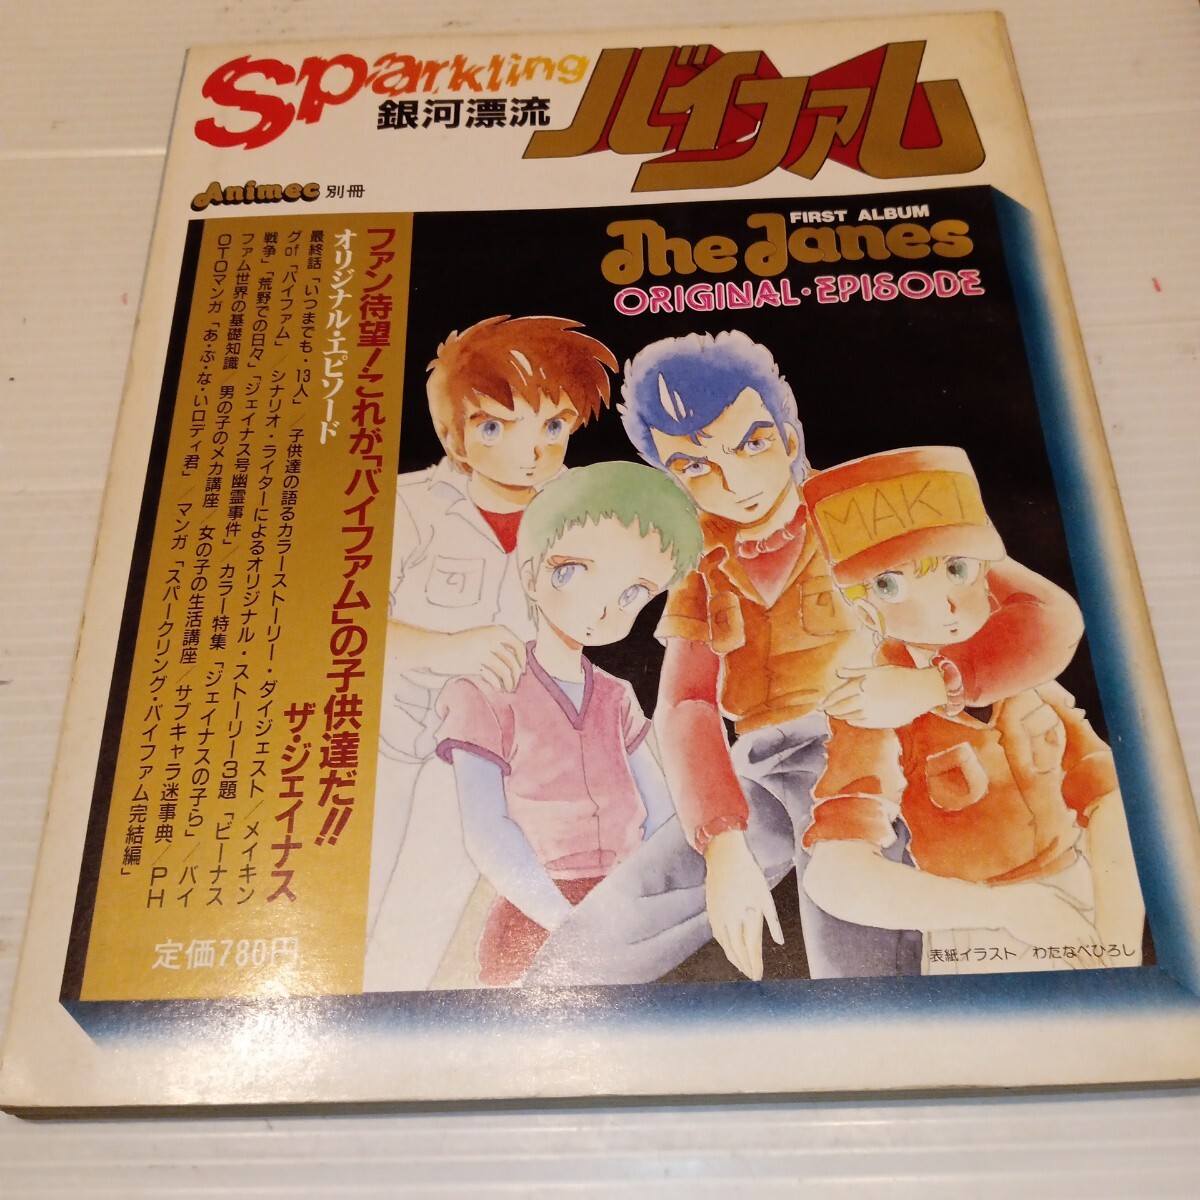 Sparkling
銀河漂流
バイファム
Animec 別冊
FIRST ALBUM
The Janes
ORIGINAL・EPISODE
ファン待望!これが「バイファム」の子供達だ!!
オリジナル・エピソード ザ・ジェイナス
最終話「いつまでも・13人」/子供達の語るカラーストーリー・ダイジェスト/メイキン
グof「バイファム」/シナリオ・ライターによるオリジナル・ストーリー3題「ビーナス
戦争」「荒野での日々」「ジェイナス号幽霊事件」/カラー特集「ジェイナスの子ら」/バイ
ファム世界の基礎知識/男の子のメカ講座/女の子の生活講座/サブキャラ迷事典/PH
OTOマンガ「あ・ぶ・な・いロディ君」/マンガ「スパークリング・バイファム完結編」
定価780円
MAKI
表紙イラスト/わたなべひろし